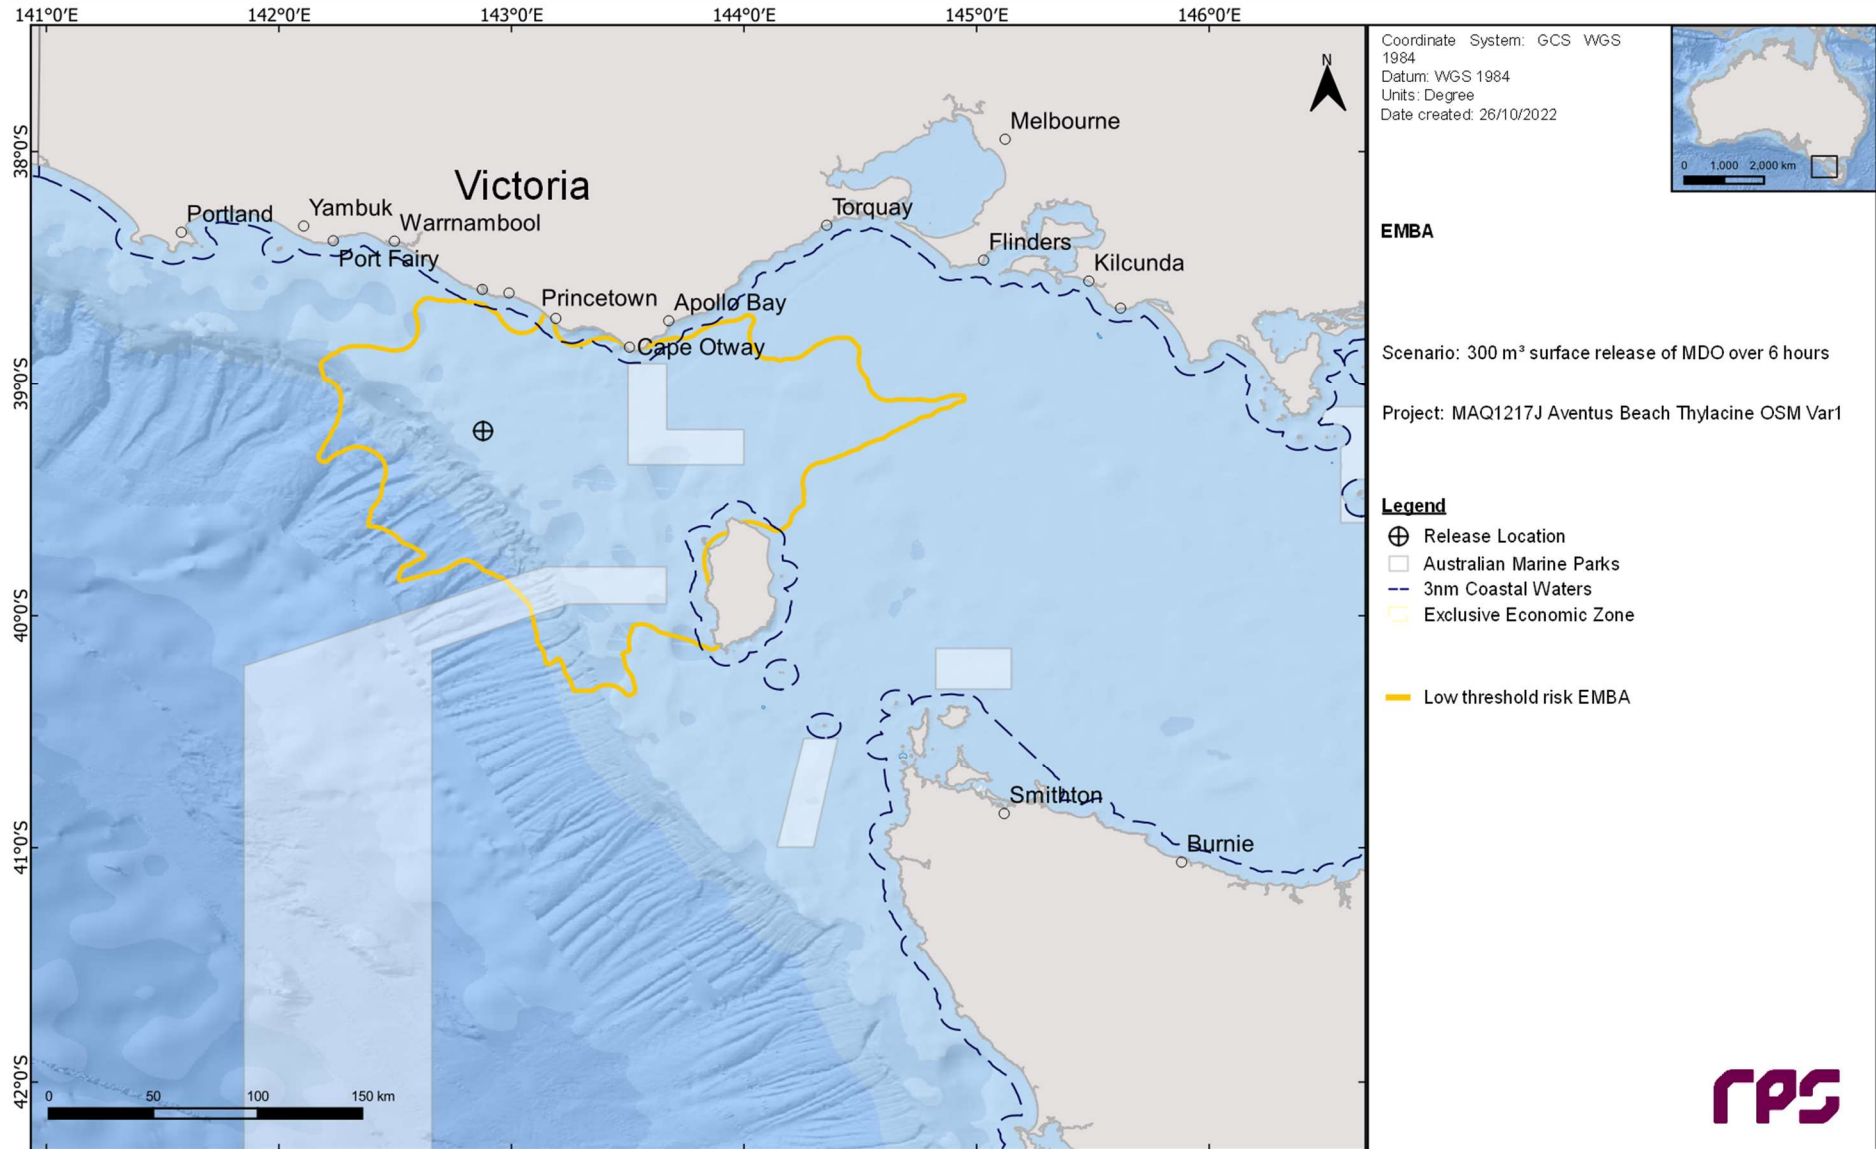 141°0'E 142°0'E 143°0'E 144°0'E 145°0'E 146°0'E
38°0'S
39°0'S
40°0'S
41°0'S
42°0'S
N
Melbourne
Victoria
Portland
Yambuk
Warrnambool
Port Fairy
Torquay
Flinders
Kilcunda
Princetown
Apollo Bay
Cape Otway
Smithton
Burnie
0 50 100 150 km
Coordinate System: GCS WGS
1984
Datum: WGS 1984
Units: Degree
Date created: 26/10/2022
0 1,000 2,000 km
EMBA
Scenario: 300 m³ surface release of MDO over 6 hours
Project: MAQ1217J Aventus Beach Thylacine OSM Var1
Legend
Release Location
Australian Marine Parks
3nm Coastal Waters
Exclusive Economic Zone
Low threshold risk EMBA
rps